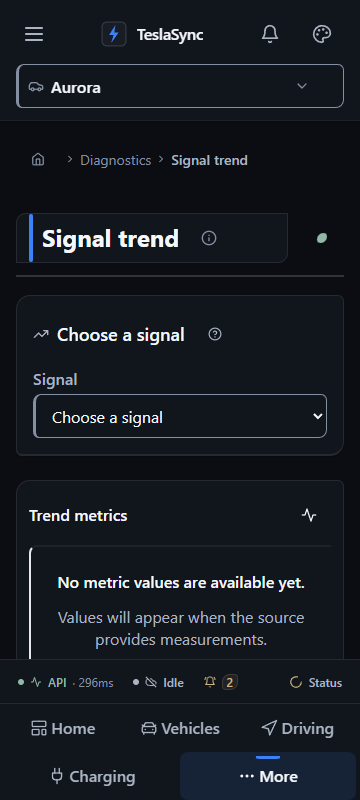 TeslaSync
Aurora
Diagnostics
Signal trend
Signal trend
Choose a signal
Signal
Choose a signal
Trend metrics
No metric values are available yet.
Values will appear when the source
provides measurements.
API · 296ms
Idle
2
Status
Home
Vehicles
Driving
Charging
More